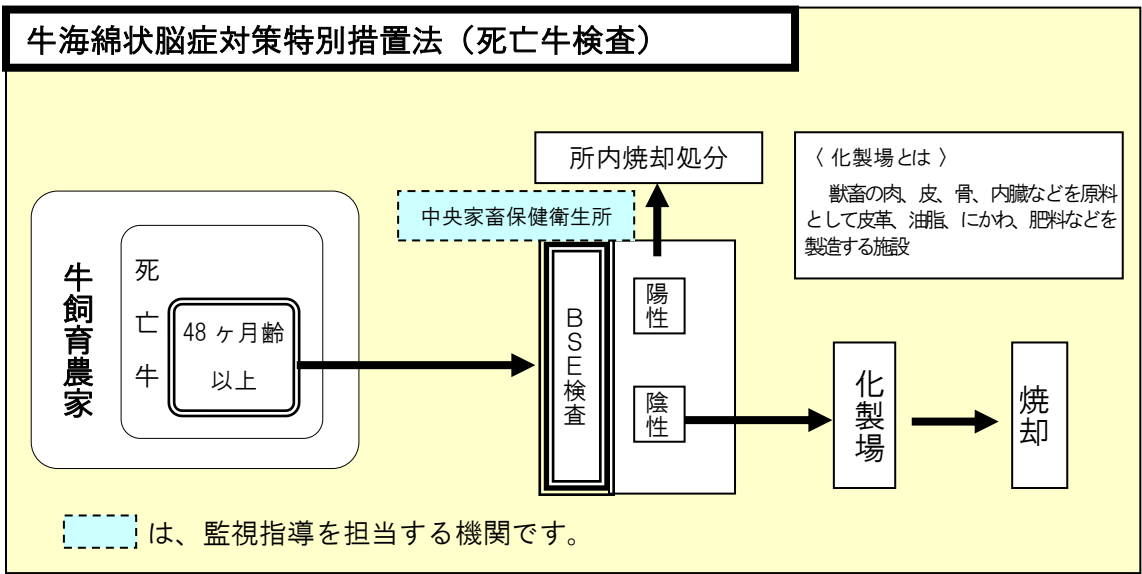 牛海綿状脳症対策特別措置法（死亡牛検査）
所内焼却処分
〈 化製場とは 〉
獣畜の肉、皮、骨、内臓などを原料
として皮革、油脂、にかわ、肥料などを
製造する施設
中央家畜保健衛生所
牛飼育農家
死亡牛
48 ヶ月齢
以上
ＢＳＥ検査
陽性
陰性
化製場
焼却
は、監視指導を担当する機関です。